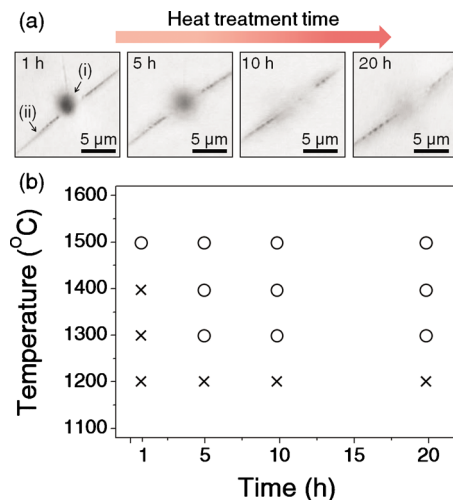 (a)
Heat treatment time
1 h
(i)
(ii)
5 μm
5 h
5 μm
10 h
5 μm
20 h
5 μm
(b)
1600
1500
1400
1300
1200
1100
Temperature (°C)
1 5 10 15 20
Time (h)